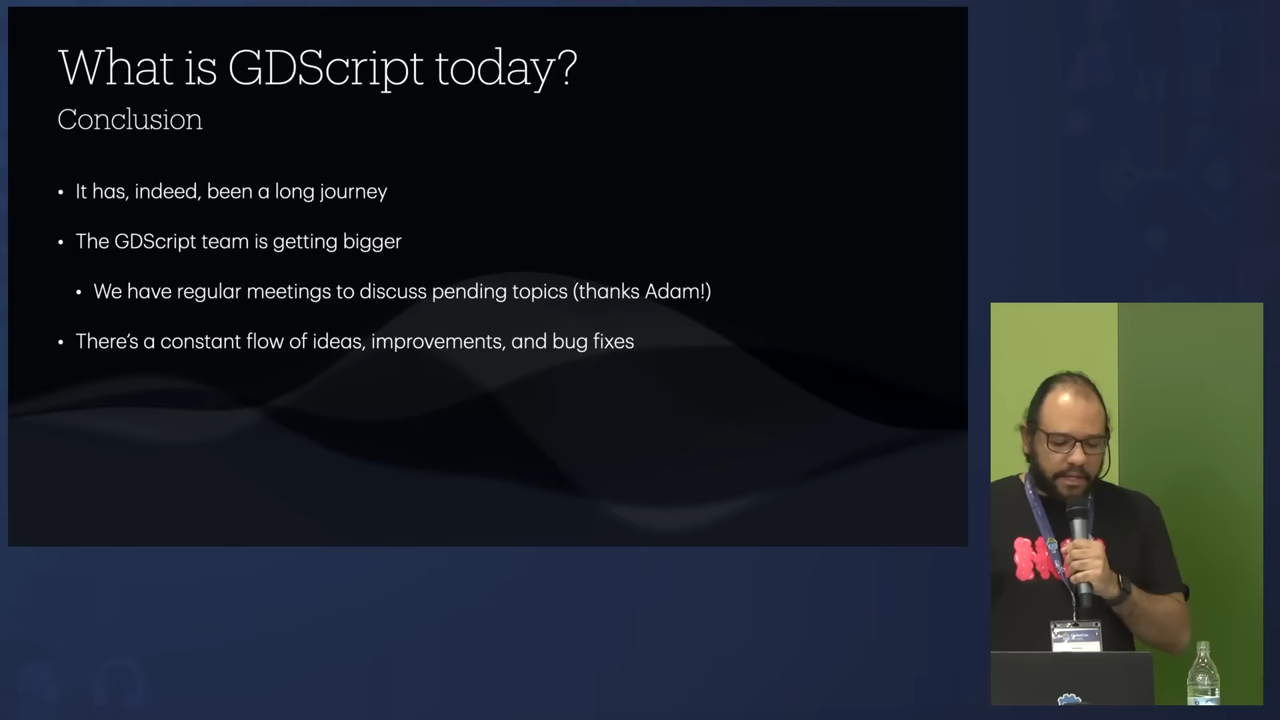 What is GDScript today?
Conclusion
• It has, indeed, been a long journey
• The GDScript team is getting bigger
• We have regular meetings to discuss pending topics (thanks Adam!)
• There's a constant flow of ideas, improvements, and bug fixes